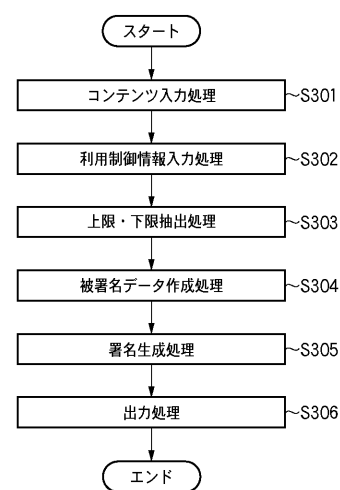 スタート
コンテンツ入力処理 S301
利用制御情報入力処理 S302
上限・下限抽出処理 S303
被署名データ作成処理 S304
署名生成処理 S305
出力処理 S306
エンド